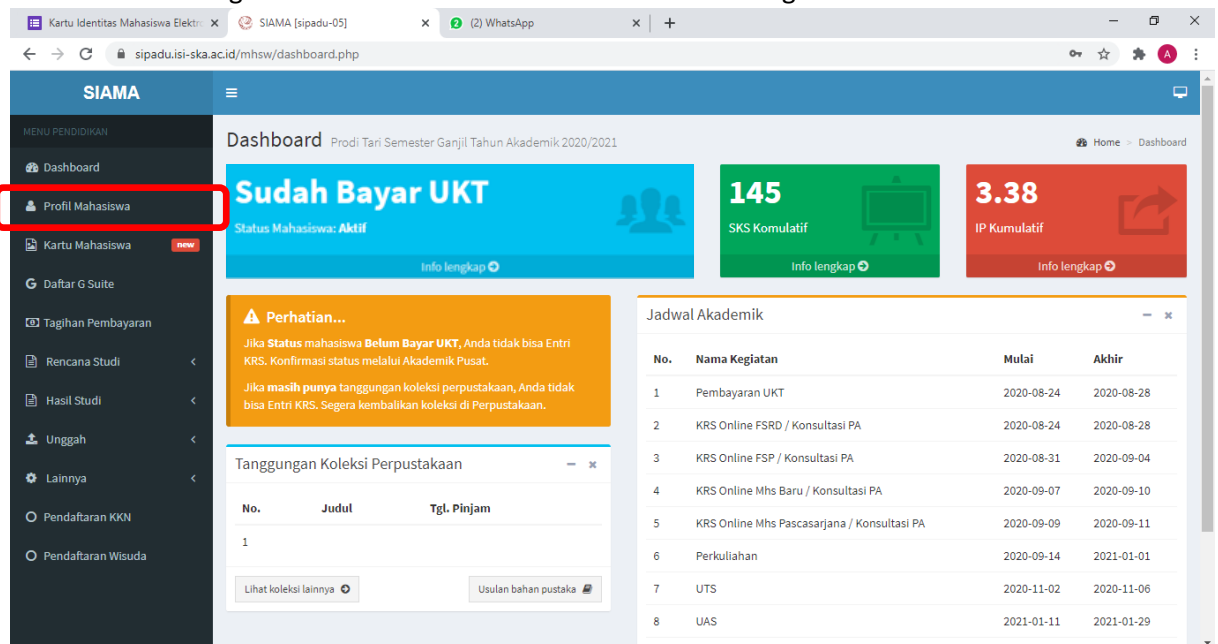 Kartu Identitas Mahasiswa Elektro
SIAMA [sipadu-05]
(2) WhatsApp
sipadu.isi-ska.ac.id/mhsw/dashboard.php
A
SIAMA
MENU PENDIDIKAN
Dashboard
Profil Mahasiswa
Kartu Mahasiswa new
G Daftar G Suite
Tagihan Pembayaran
Rencana Studi
Hasil Studi
Unggah
Lainnya
Pendaftaran KKN
Pendaftaran Wisuda
Dashboard Prodi Tari Semester Ganjil Tahun Akademik 2020/2021
Home > Dashboard
Sudah Bayar UKT
Status Mahasiswa: Aktif
Info lengkap
145
SKS Komulatif
Info lengkap
3.38
IP Kumulatif
Info lengkap
Perhatian...
Jika Status mahasiswa Belum Bayar UKT, Anda tidak bisa Entri
KRS. Konfirmasi status melalui Akademik Pusat.
Jika masih punya tanggungan koleksi perpustakaan, Anda tidak
bisa Entri KRS. Segera kembalikan koleksi di Perpustakaan.
Tanggungan Koleksi Perpustakaan
No. Judul Tgl. Pinjam
1
Lihat koleksi lainnya
Usulan bahan pustaka
Jadwal Akademik
No. Nama Kegiatan Mulai Akhir
1 Pembayaran UKT 2020-08-24 2020-08-28
2 KRS Online FSRD / Konsultasi PA 2020-08-24 2020-08-28
3 KRS Online FSP / Konsultasi PA 2020-08-31 2020-09-04
4 KRS Online Mhs Baru / Konsultasi PA 2020-09-07 2020-09-10
5 KRS Online Mhs Pascasarjana / Konsultasi PA 2020-09-09 2020-09-11
6 Perkuliahan 2020-09-14 2021-01-01
7 UTS 2020-11-02 2020-11-06
8 UAS 2021-01-11 2021-01-29